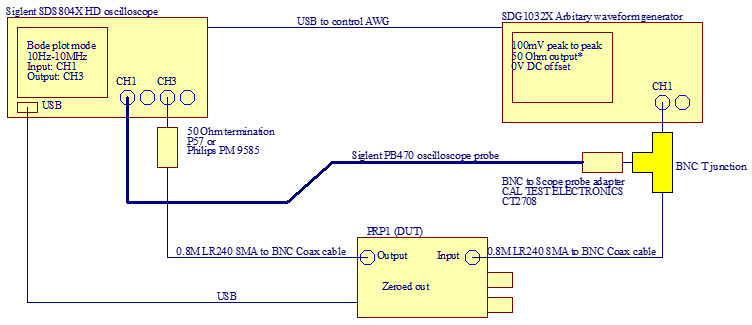 Siglent SDS804X HD oscilloscope
SDG1032X Arbitary waveform generator
USB to control AWG
Bode plot mode
10Hz-10MHz
Input: CH1
Output: CH3
100mV peak to peak
50 Ohm output*
0V DC offset
CH1
CH3
CH1
USB
50 Ohm termination
P57 or
Philips PM 9585
Siglent PB470 oscilloscope probe
BNC T junction
BNC to Scope probe adapter
CAL TEST ELECTRONICS
CT2708
PRP1 (DUT)
0.8M LR240 SMA to BNC Coax cable
Output
Input
0.8M LR240 SMA to BNC Coax cable
Zeroed out
USB